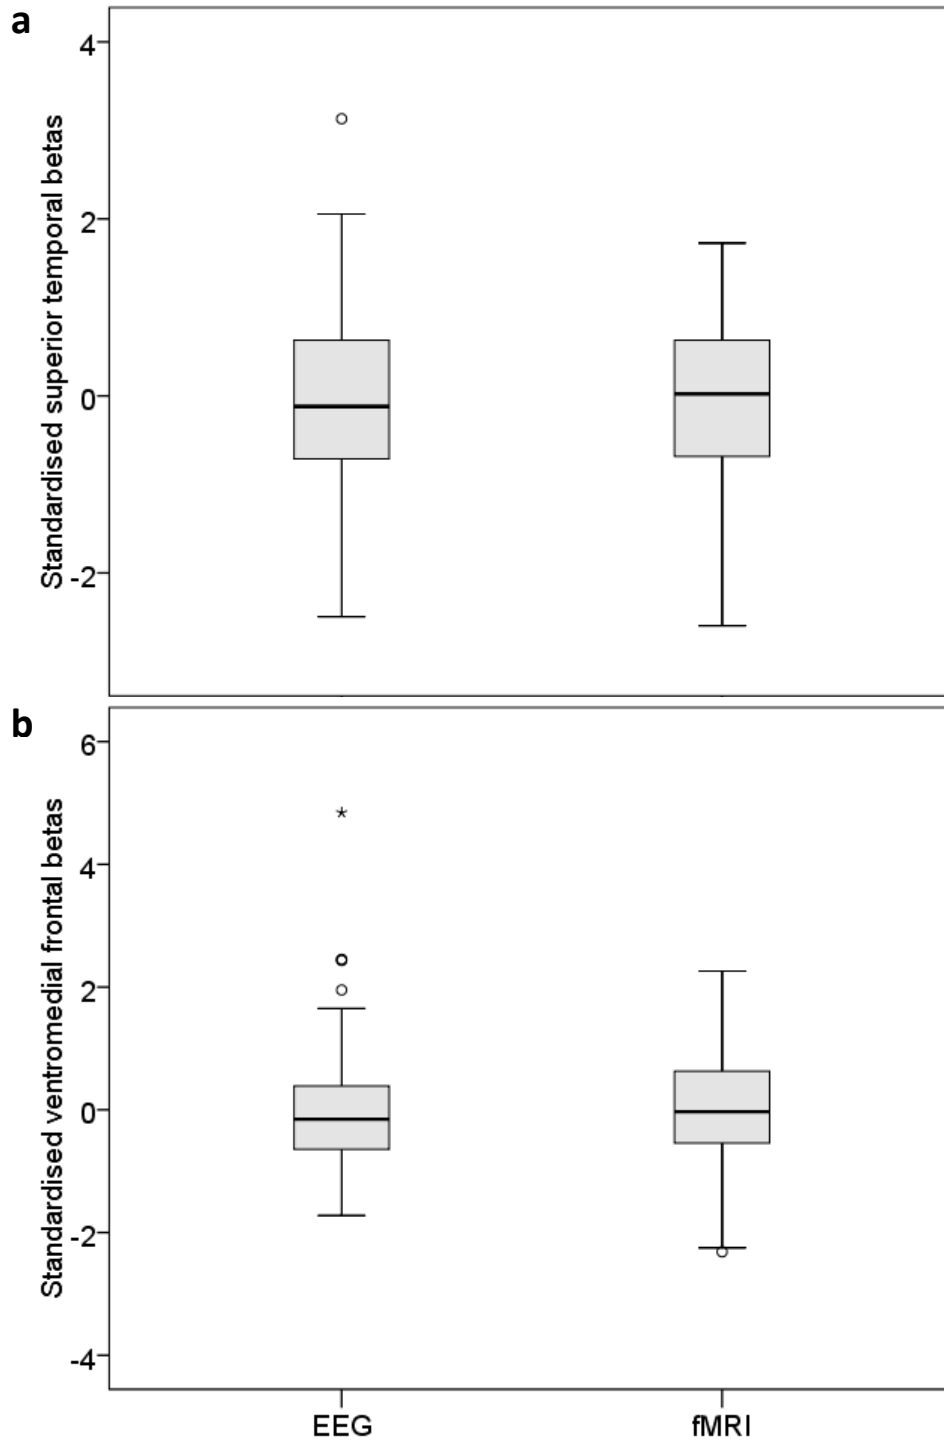 a
Standardised superior temporal betas
4
2
0
-2
b
Standardised ventromedial frontal betas
6
4
2
0
-2
-4
EEG fMRI